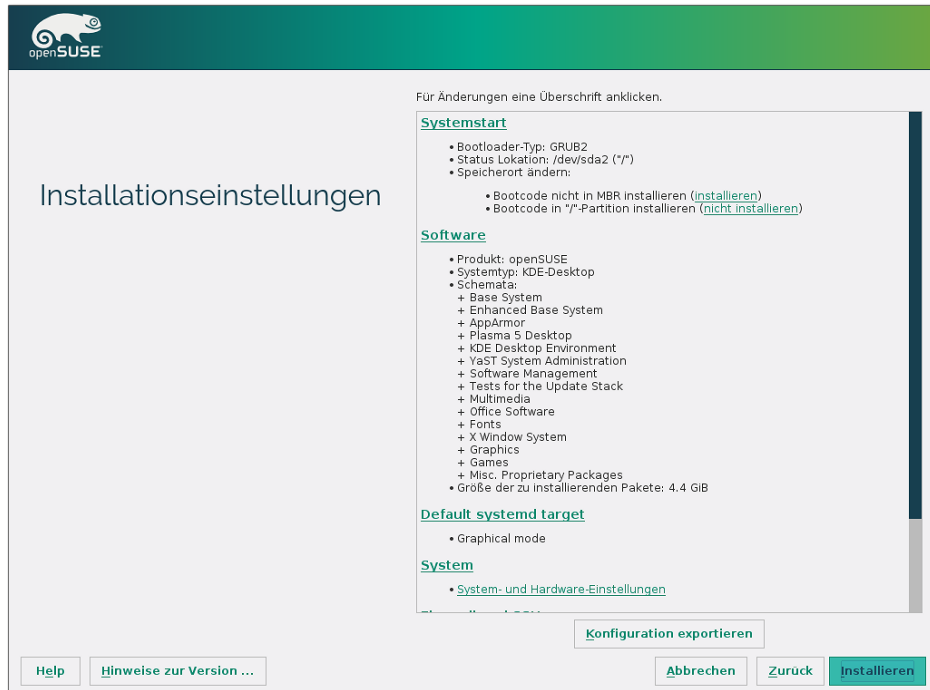 openSUSE
Für Änderungen eine Überschrift anklicken.
Installationseinstellungen
Systemstart
• Bootloader-Typ: GRUB2
• Status Lokation: /dev/sda2 ("/")
• Speicherort ändern:
• Bootcode nicht in MBR installieren (installieren)
• Bootcode in "/"-Partition installieren (nicht installieren)
Software
• Produkt: openSUSE
• Systemtyp: KDE-Desktop
• Schemata:
+ Base System
+ Enhanced Base System
+ AppArmor
+ Plasma 5 Desktop
+ KDE Desktop Environment
+ YaST System Administration
+ Software Management
+ Tests for the Update Stack
+ Multimedia
+ Office Software
+ Fonts
+ X Window System
+ Graphics
+ Games
+ Misc. Proprietary Packages
• Größe der zu installierenden Pakete: 4.4 GiB
Default systemd target
• Graphical mode
System
• System- und Hardware-Einstellungen
Konfiguration exportieren
Help
Hinweise zur Version ...
Abbrechen
Zurück
Installieren